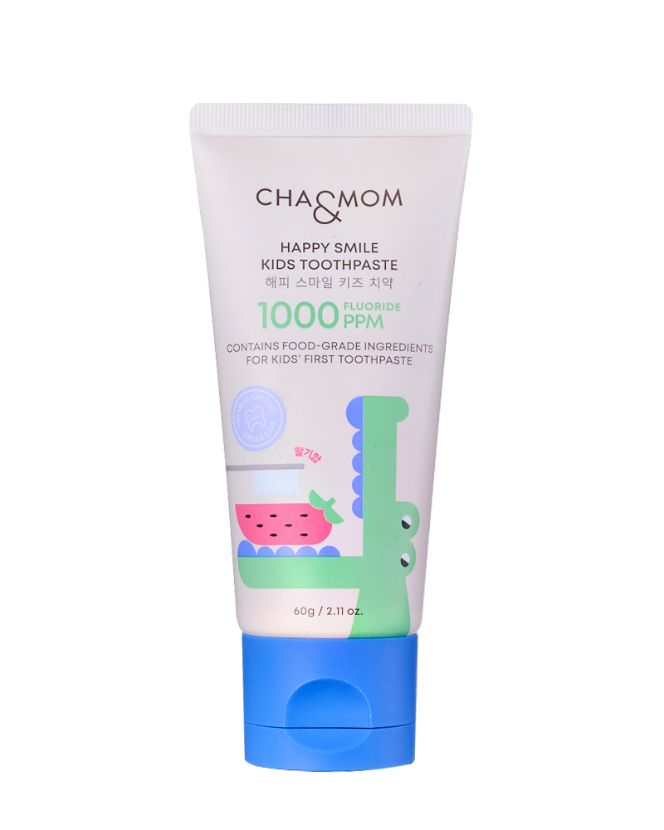 CHA&MOM
HAPPY SMILE
KIDS TOOTHPASTE
해피 스마일 키즈 치약
1000 FLUORIDE PPM
CONTAINS FOOD-GRADE INGREDIENTS
FOR KIDS' FIRST TOOTHPASTE
딸기향
60g / 2.11 oz.